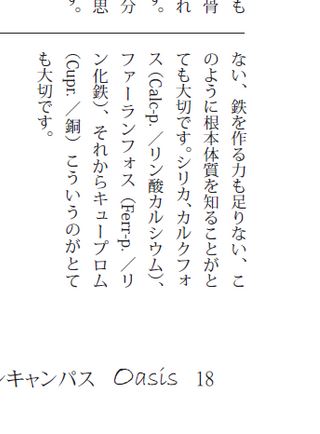 も
骨
れ
す。
分
思
す。
ない、鉄を作る力も足りない、こ
のように根本体質を知ることがと
ても大切です。シリカ、カルクフォ
ス（Calc-p. ／リン酸カルシウム）、
ファーランフォス（Ferr-p. ／リ
ン化鉄）、それからキュープロム
（Cupr. ／銅）こういうのがとて
も大切です。
ンキャンパス Oasis 18